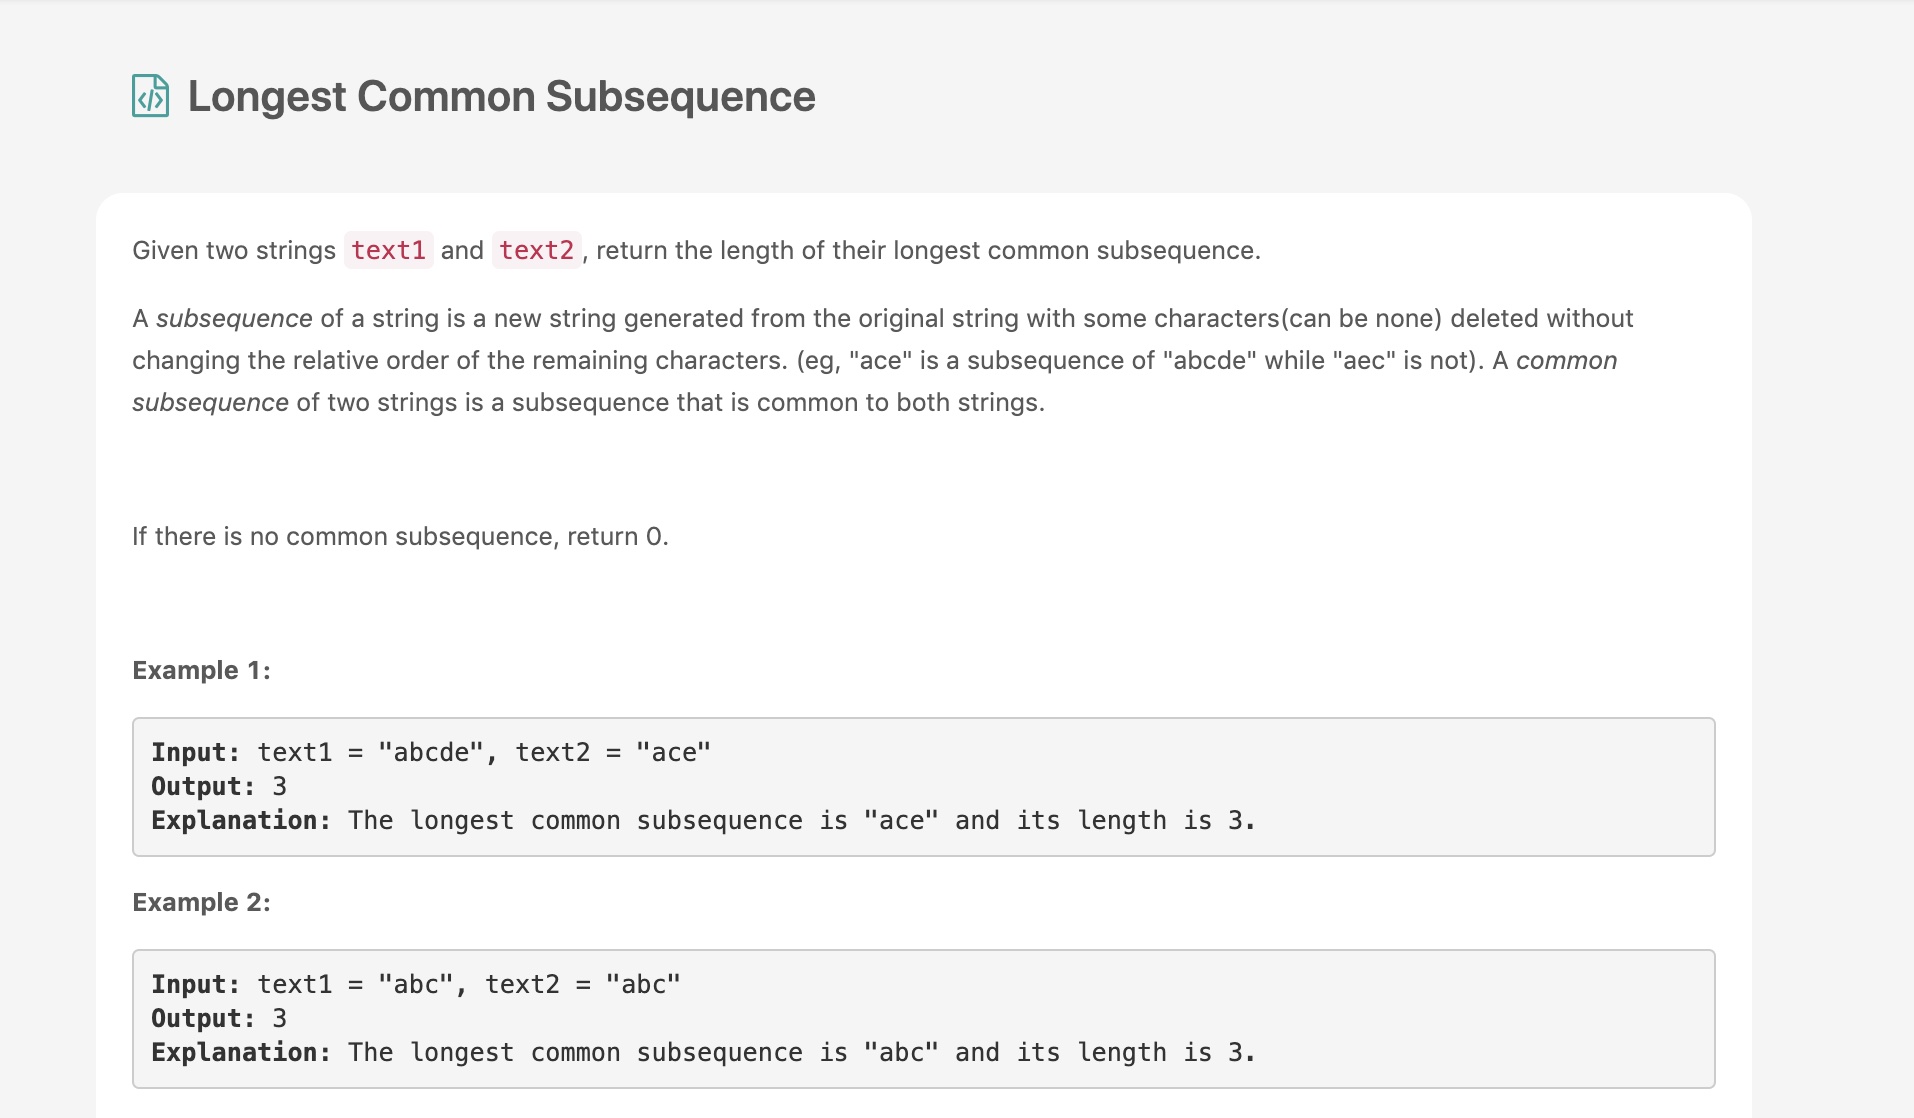 Longest Common Subsequence
Given two strings text1 and text2, return the length of their longest common subsequence.
A subsequence of a string is a new string generated from the original string with some characters(can be none) deleted without
changing the relative order of the remaining characters. (eg, "ace" is a subsequence of "abcde" while "aec" is not). A common
subsequence of two strings is a subsequence that is common to both strings.
If there is no common subsequence, return 0.
Example 1:
Input: text1 = "abcde", text2 = "ace"
Output: 3
Explanation: The longest common subsequence is "ace" and its length is 3.
Example 2:
Input: text1 = "abc", text2 = "abc"
Output: 3
Explanation: The longest common subsequence is "abc" and its length is 3.